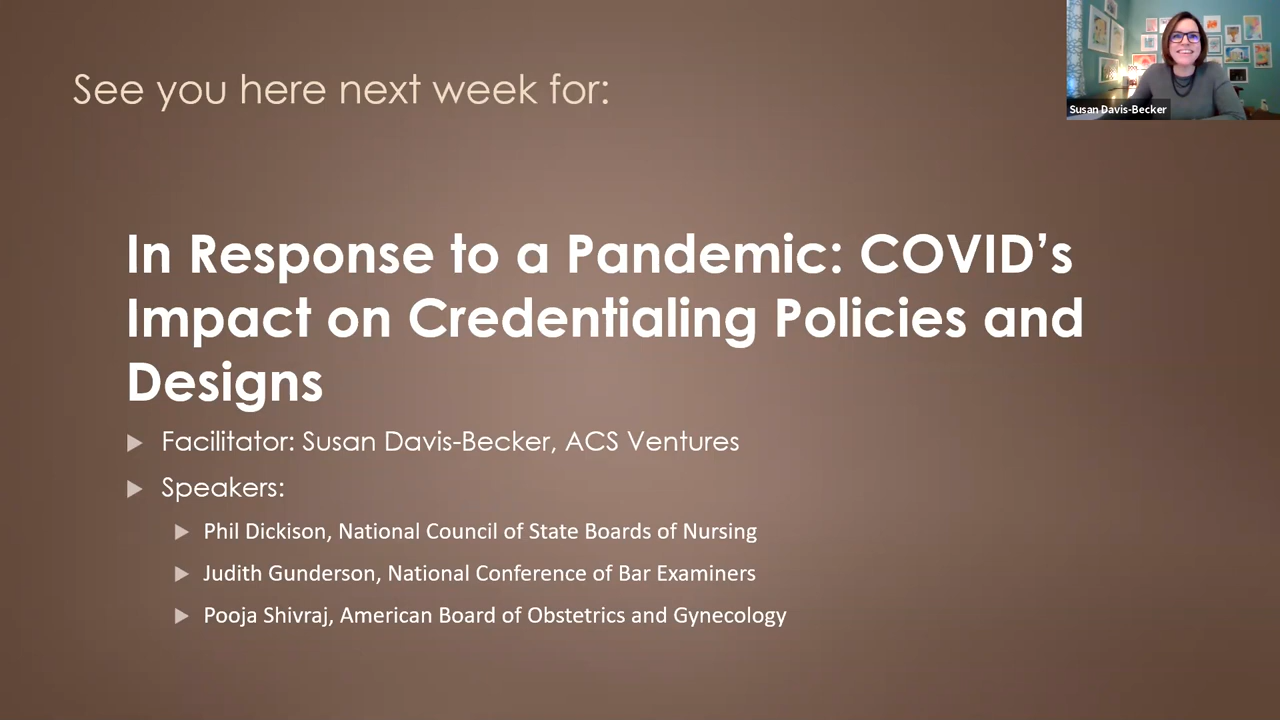 See you here next week for:
Susan Davis-Becker
In Response to a Pandemic: COVID’s
Impact on Credentialing Policies and
Designs
Facilitator: Susan Davis-Becker, ACS Ventures
Speakers:
Phil Dickison, National Council of State Boards of Nursing
Judith Gunderson, National Conference of Bar Examiners
Pooja Shivraj, American Board of Obstetrics and Gynecology